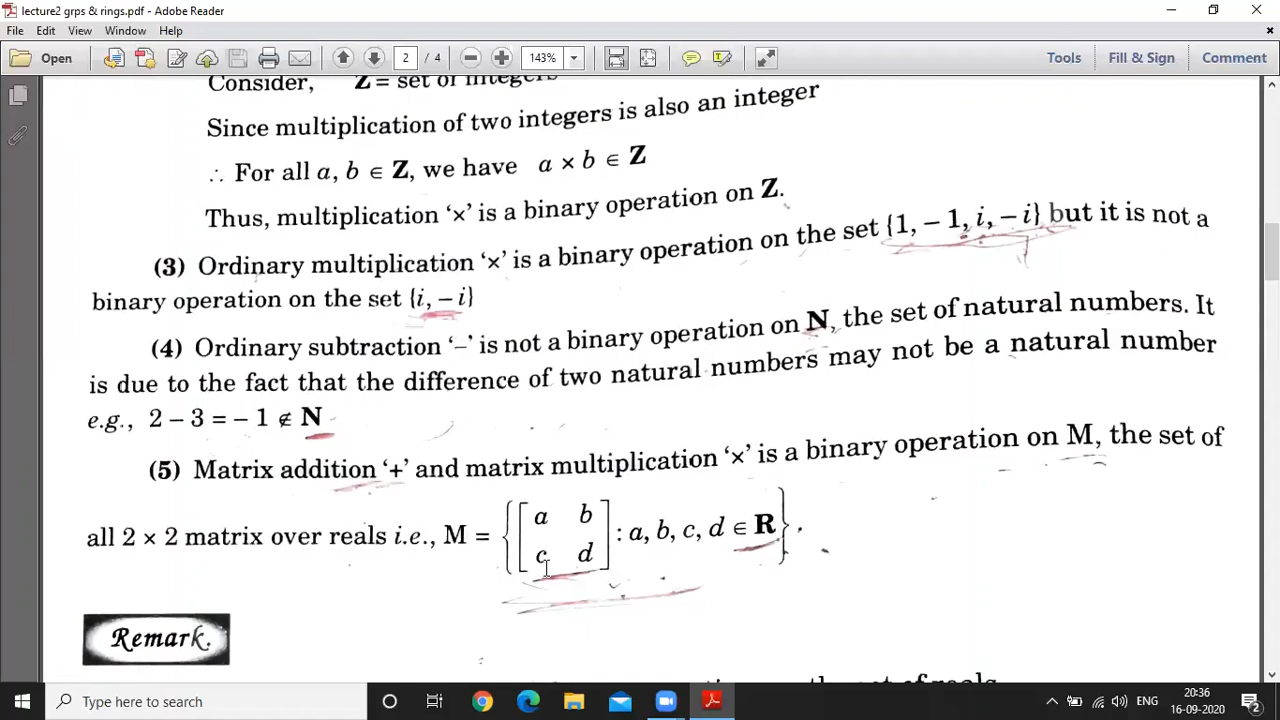 lecture2 grps & rings.pdf - Adobe Reader
File Edit View Window Help
Open 2 / 4 143% Tools Fill & Sign Comment
Consider, Z = set of integers
Since multiplication of two integers is also an integer
∴ For all a, b ∈ Z, we have a × b ∈ Z
Thus, multiplication ‘×’ is a binary operation on Z.
(3) Ordinary multiplication ‘×’ is a binary operation on the set {1, – 1, i, – i} but it is not a
binary operation on the set {i, – i}
(4) Ordinary subtraction ‘–’ is not a binary operation on N, the set of natural numbers. It
is due to the fact that the difference of two natural numbers may not be a natural number
e.g., 2 – 3 = – 1 ∉ N
(5) Matrix addition ‘+’ and matrix multiplication ‘×’ is a binary operation on M, the set of
all 2 × 2 matrix over reals i.e., M = { [ a b
c d ] : a, b, c, d ∈ R } .
Remark.
the set of reals
Type here to search
ENG
20:36
16-09-2020
2